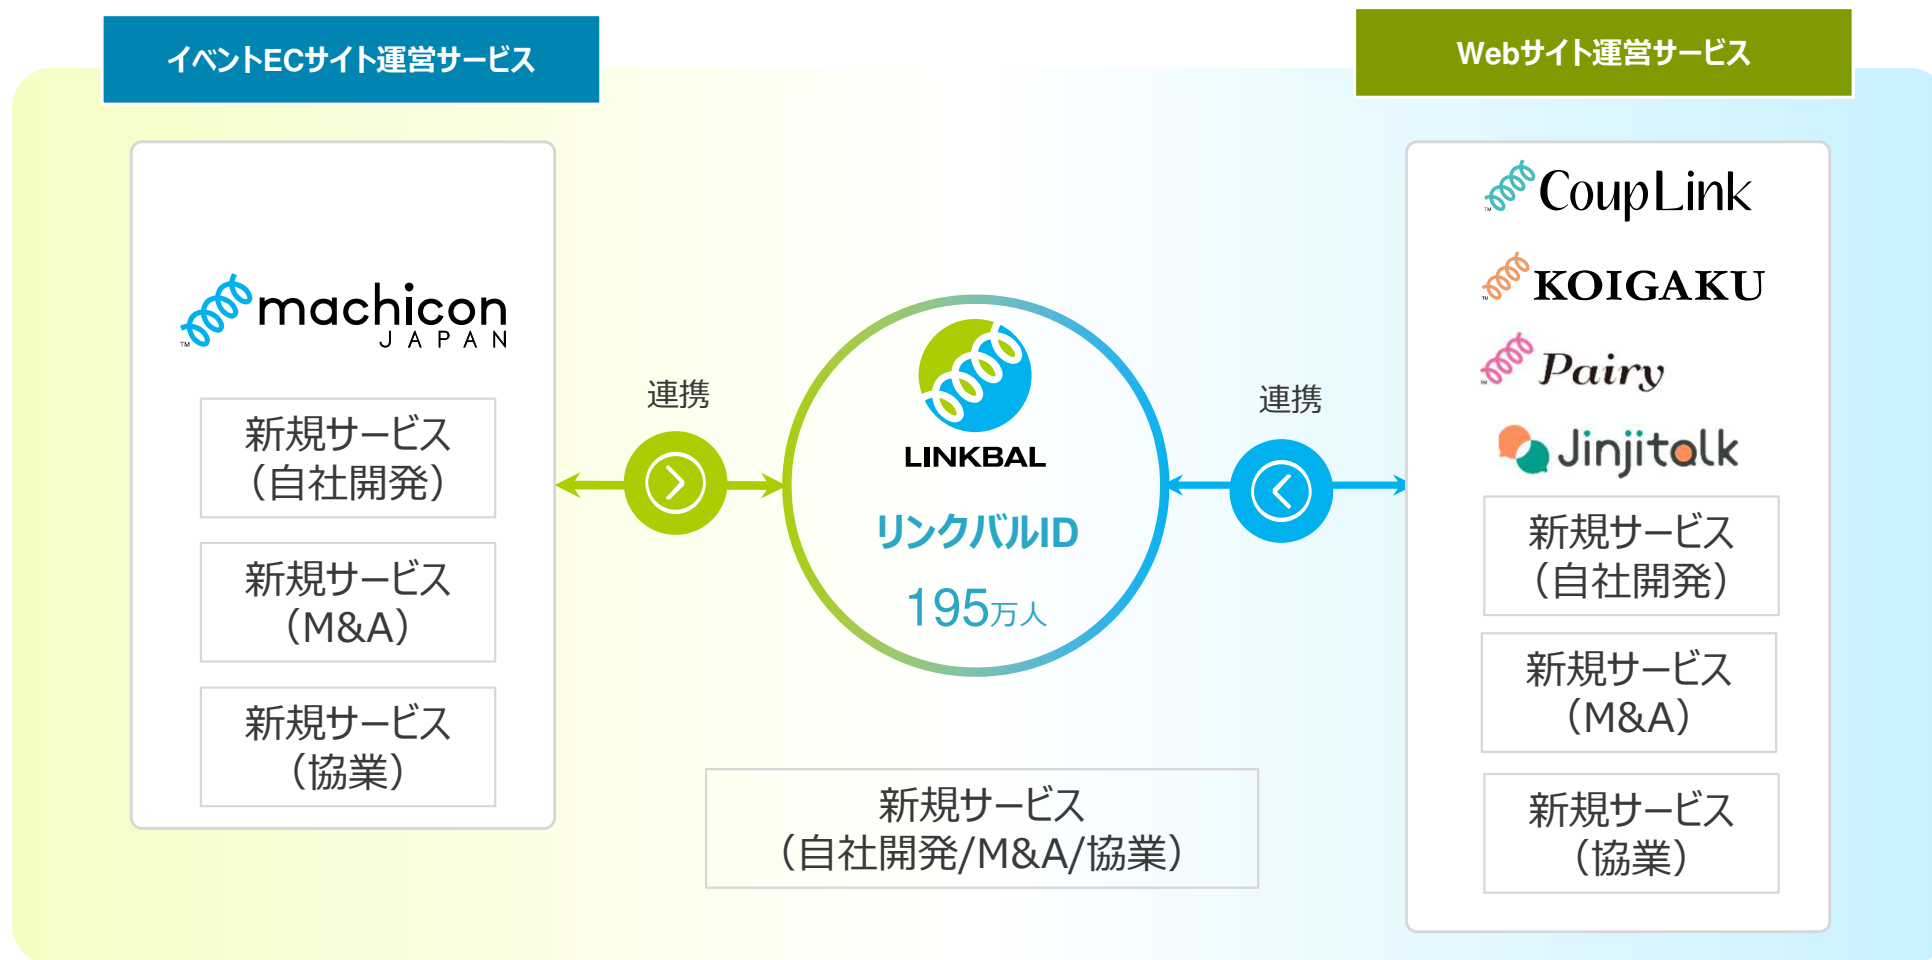 イベントECサイト運営サービス
machicon
JAPAN
TM
新規サービス
（自社開発）
新規サービス
（M&A）
新規サービス
（協業）
連携
LINKBAL
リンクバルID
195万人
連携
新規サービス
（自社開発/M&A/協業）
Webサイト運営サービス
CoupLink
TM
KOIGAKU
TM
Pairy
TM
Jinjitalk
新規サービス
（自社開発）
新規サービス
（M&A）
新規サービス
（協業）